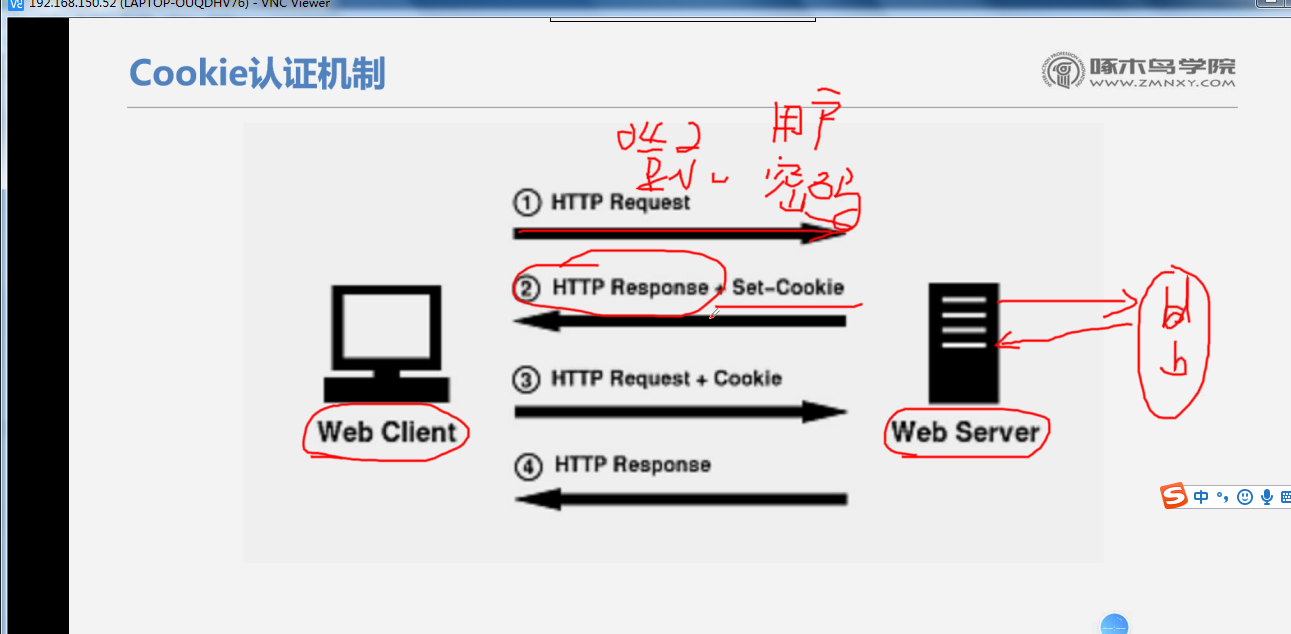 192.168.150.52 (LAPTOP-OUQDHV76) - VNC Viewer
Cookie认证机制
啄木鸟学院
WWW.ZMNXY.COM
用户
密码
① HTTP Request
② HTTP Response + Set-Cookie
③ HTTP Request + Cookie
Web Client
Web Server
④ HTTP Response
中